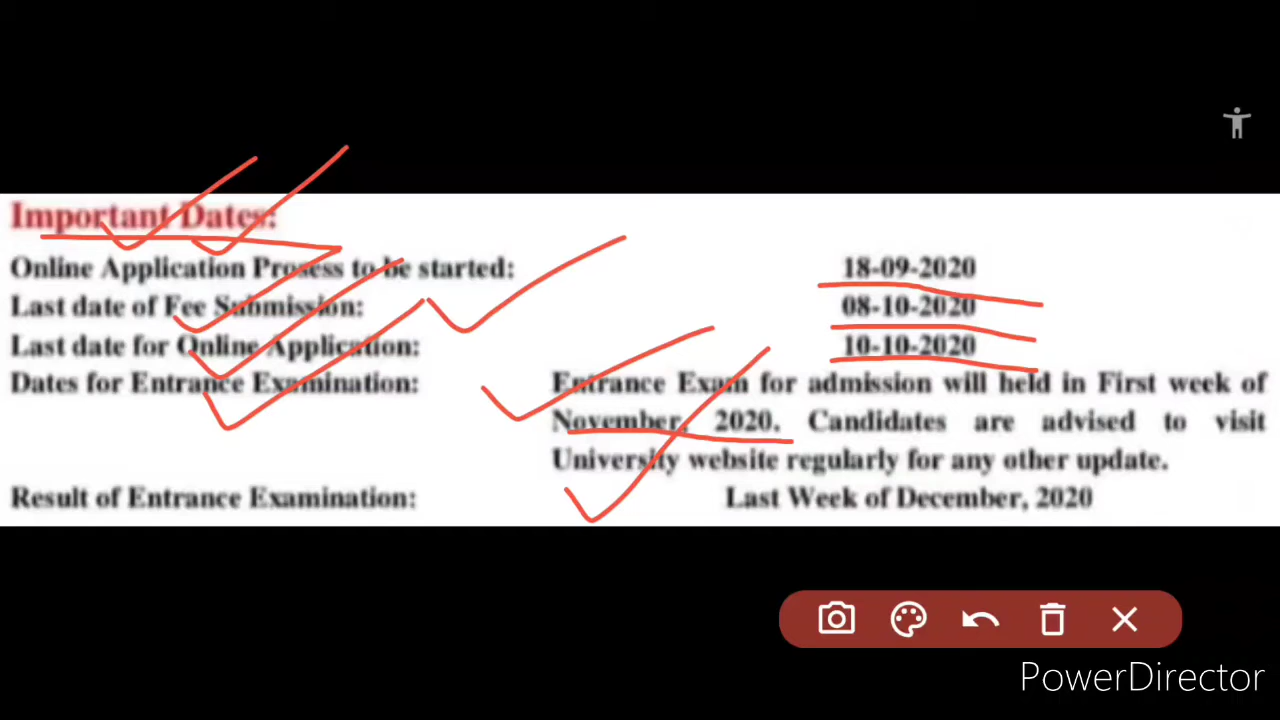 Important Dates:
Online Application Prosess to be started: 18-09-2020
Last date of Fee Submission: 08-10-2020
Last date for Online Application: 10-10-2020
Dates for Entrance Examination: Entrance Exam for admission will held in First week of
November, 2020. Candidates are advised to visit
University website regularly for any other update.
Result of Entrance Examination: Last Week of December, 2020
PowerDirector